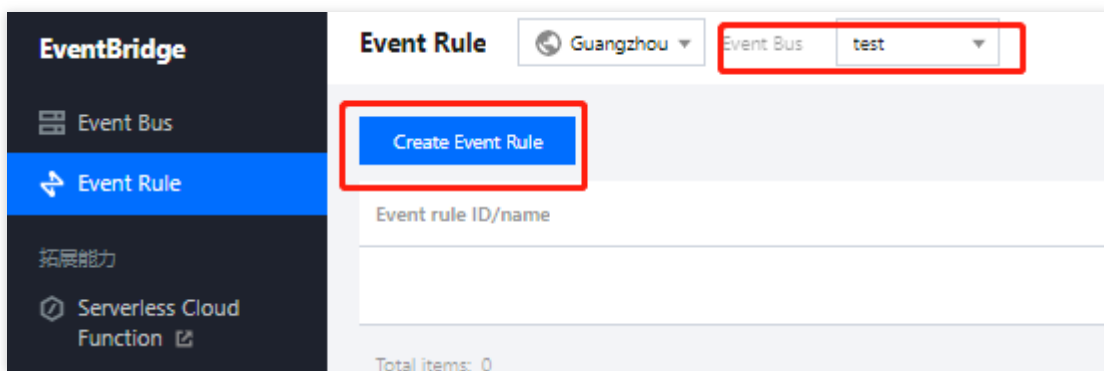 EventBridge
Event Rule
Guangzhou
Event Bus
test
Event Bus
Create Event Rule
Event Rule
Event rule ID/name
拓展能力
Serverless Cloud
Function
Total items: 0